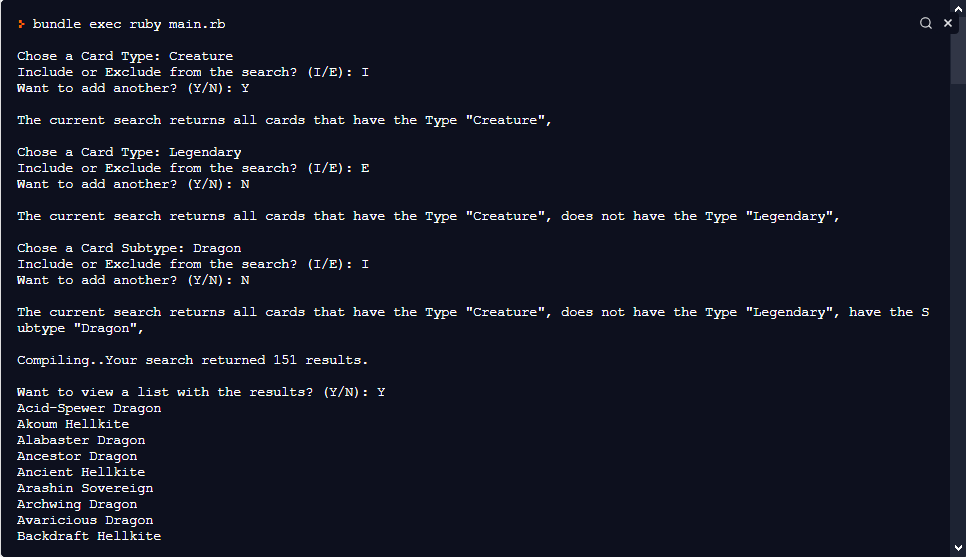 > bundle exec ruby main.rb
Chose a Card Type: Creature
Include or Exclude from the search? (I/E): I
Want to add another? (Y/N): Y
The current search returns all cards that have the Type "Creature",
Chose a Card Type: Legendary
Include or Exclude from the search? (I/E): E
Want to add another? (Y/N): N
The current search returns all cards that have the Type "Creature", does not have the Type "Legendary",
Chose a Card Subtype: Dragon
Include or Exclude from the search? (I/E): I
Want to add another? (Y/N): N
The current search returns all cards that have the Type "Creature", does not have the Type "Legendary", have the S
ubtype "Dragon",
Compiling..Your search returned 151 results.
Want to view a list with the results? (Y/N): Y
Acid-Spewer Dragon
Akoum Hellkite
Alabaster Dragon
Ancestor Dragon
Ancient Hellkite
Arashin Sovereign
Archwing Dragon
Avaricious Dragon
Backdraft Hellkite